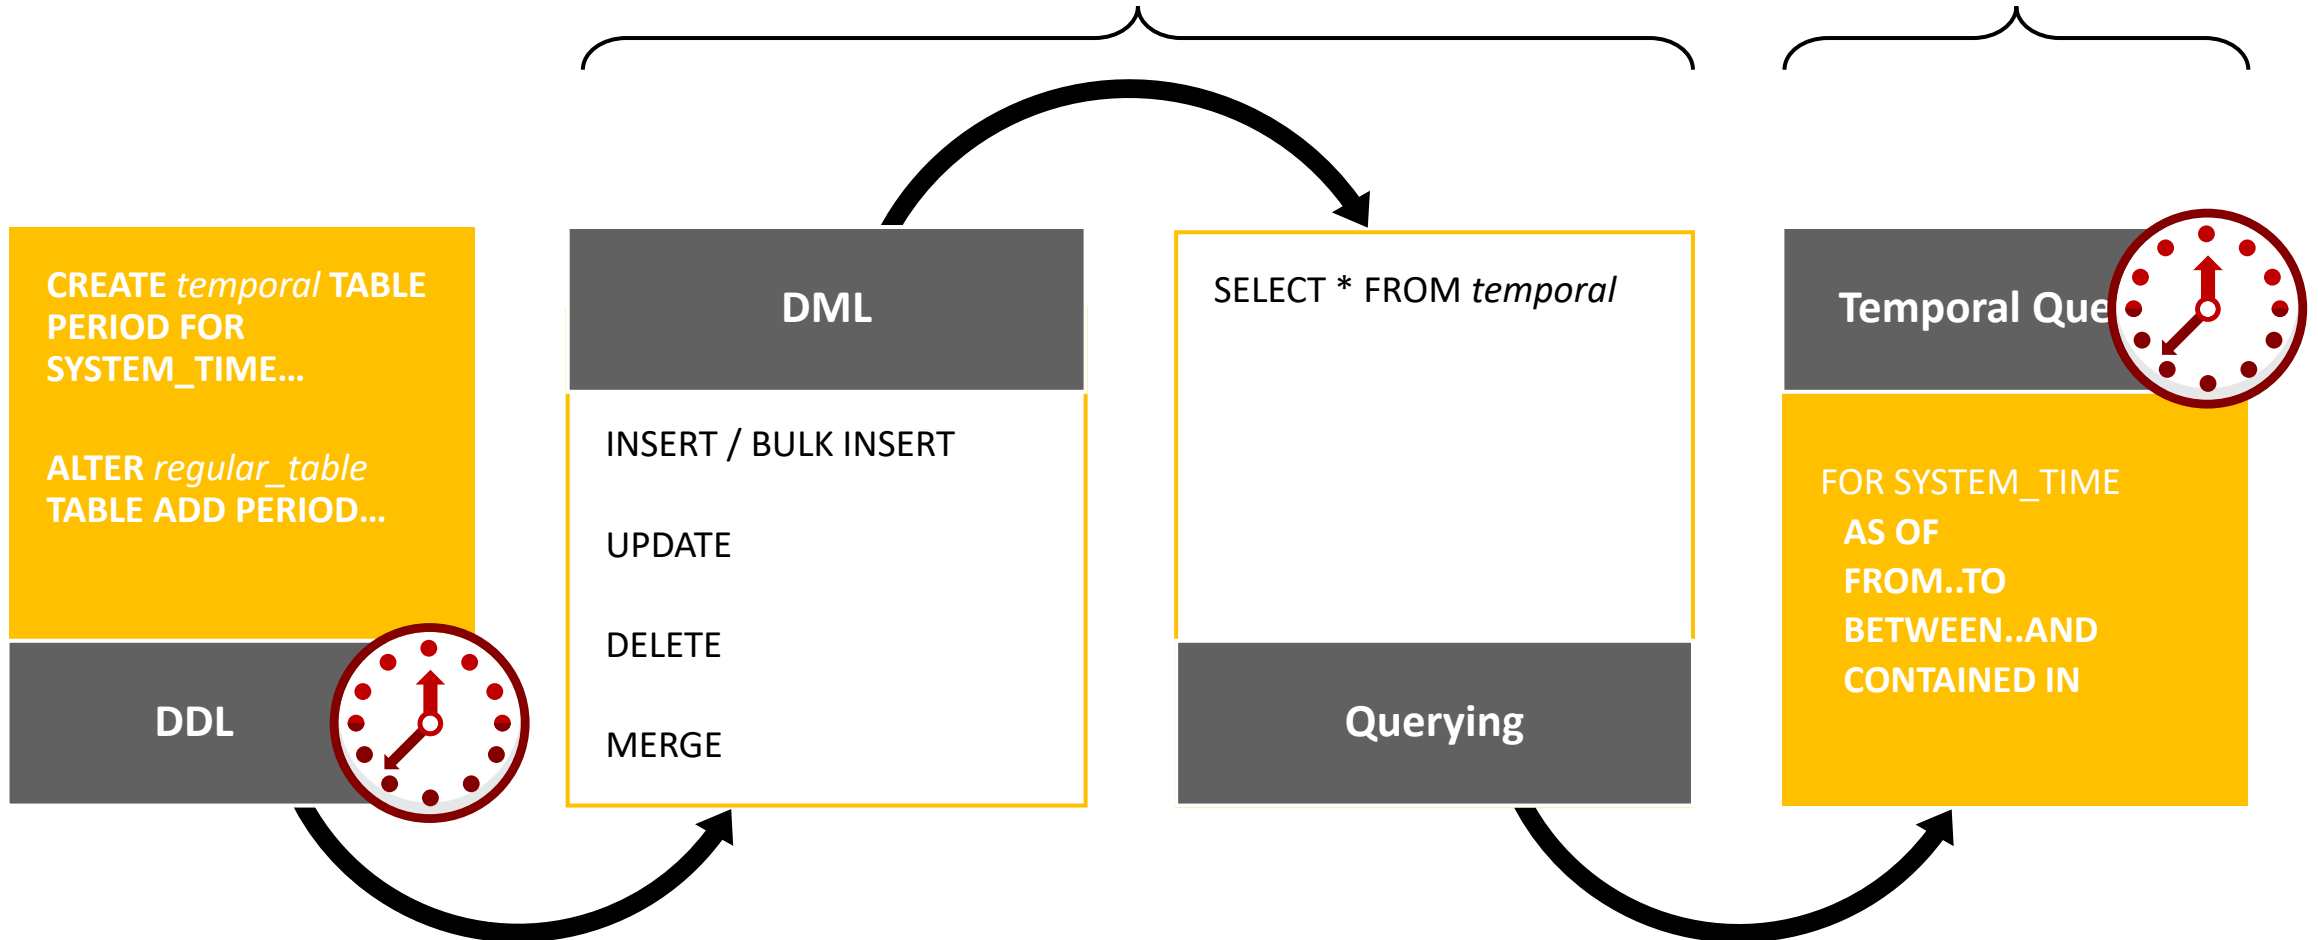 CREATE temporal TABLE
PERIOD FOR
SYSTEM_TIME…
ALTER regular_table
TABLE ADD PERIOD…
DDL
DML
INSERT / BULK INSERT
UPDATE
DELETE
MERGE
SELECT * FROM temporal
Querying
Temporal Que
FOR SYSTEM_TIME
AS OF
FROM..TO
BETWEEN..AND
CONTAINED IN